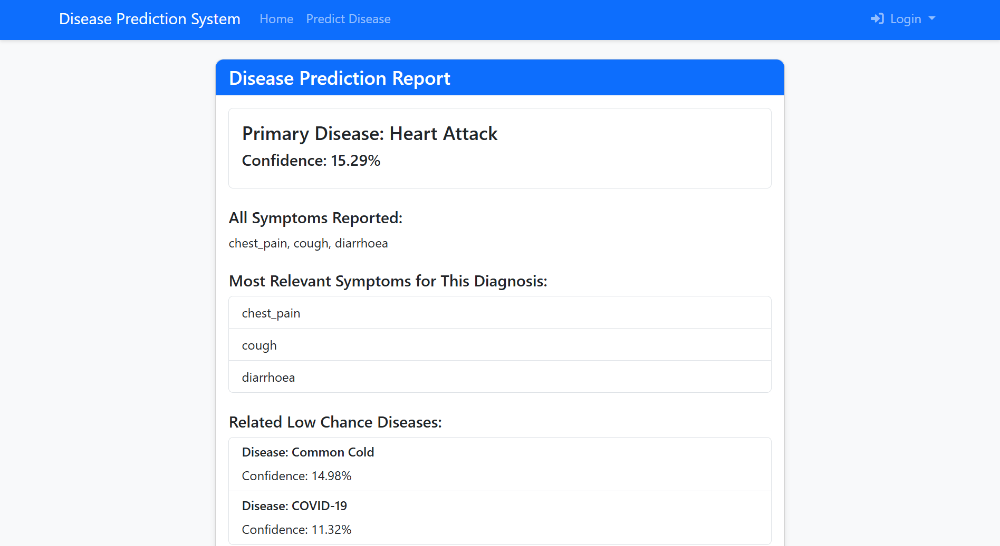 Disease Prediction System Home Predict Disease Login
Disease Prediction Report
Primary Disease: Heart Attack
Confidence: 15.29%
All Symptoms Reported:
chest_pain, cough, diarrhoea
Most Relevant Symptoms for This Diagnosis:
chest_pain
cough
diarrhoea
Related Low Chance Diseases:
Disease: Common Cold
Confidence: 14.98%
Disease: COVID-19
Confidence: 11.32%